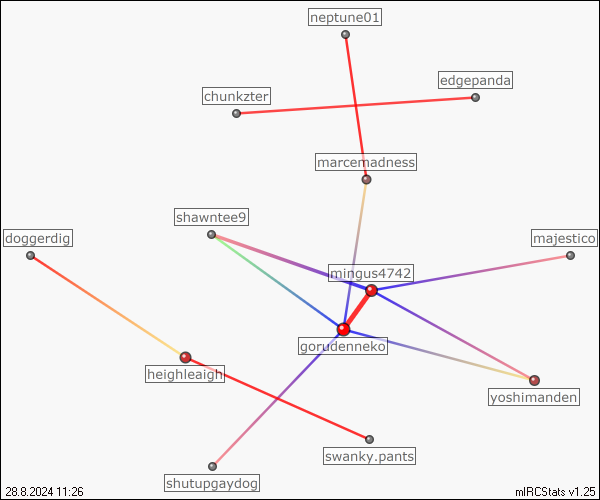 neptune01
edgepanda
chunkzter
marcemadness
shawntee9
doggerdig
majestico
mingus4742
gorudenneko
heighleaigh
yoshimanden
swanky.pants
shutupgaydog
28.8.2024 11:26
mIRCStats v1.25